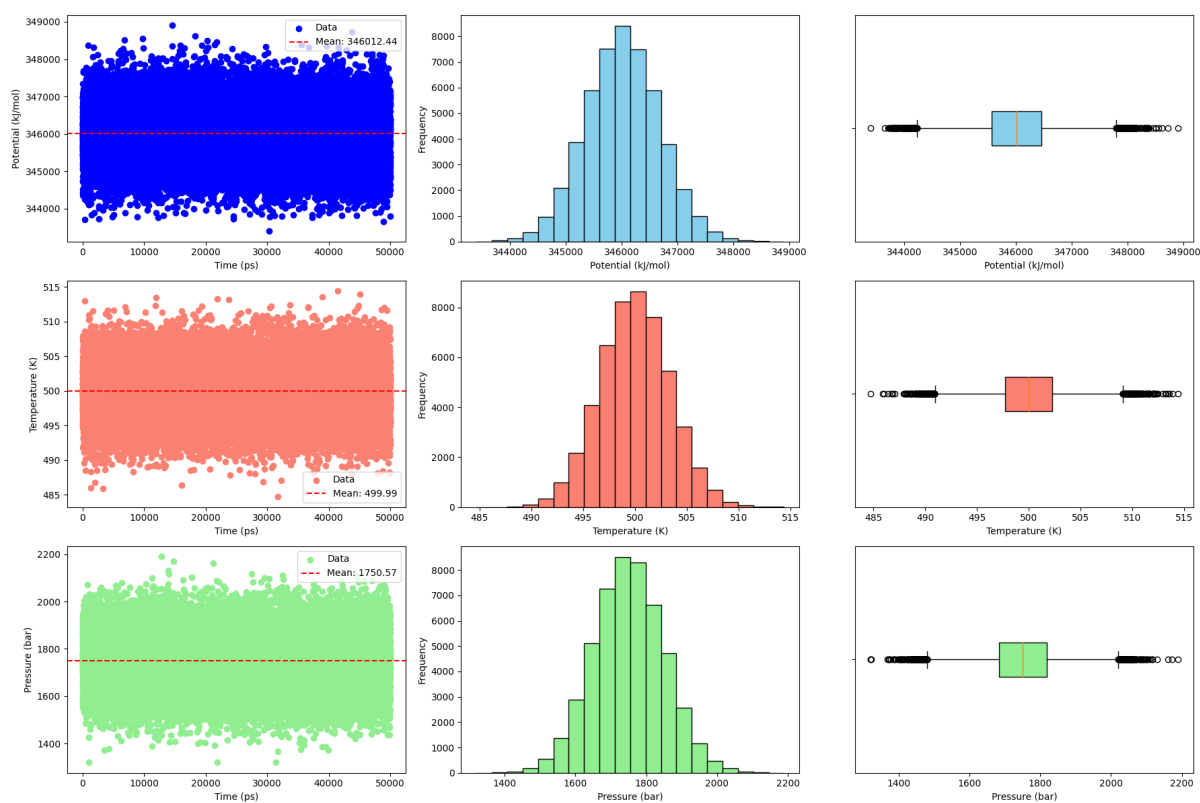 349000
348000
347000
346000
345000
344000
Potential (kJ/mol)
0 10000 20000 30000 40000 50000
Time (ps)
Data
Mean: 346012.44
8000
7000
6000
5000
4000
3000
2000
1000
0
Frequency
344000 345000 346000 347000 348000 349000
Potential (kJ/mol)
344000 345000 346000 347000 348000 349000
Potential (kJ/mol)
515
510
505
500
495
490
485
Temperature (K)
0 10000 20000 30000 40000 50000
Time (ps)
Data
Mean: 499.99
8000
6000
4000
2000
0
Frequency
485 490 495 500 505 510 515
Temperature (K)
485 490 495 500 505 510 515
Temperature (K)
2200
2000
1800
1600
1400
Pressure (bar)
0 10000 20000 30000 40000 50000
Time (ps)
Data
Mean: 1750.57
8000
7000
6000
5000
4000
3000
2000
1000
0
Frequency
1400 1600 1800 2000 2200
Pressure (bar)
1400 1600 1800 2000 2200
Pressure (bar)